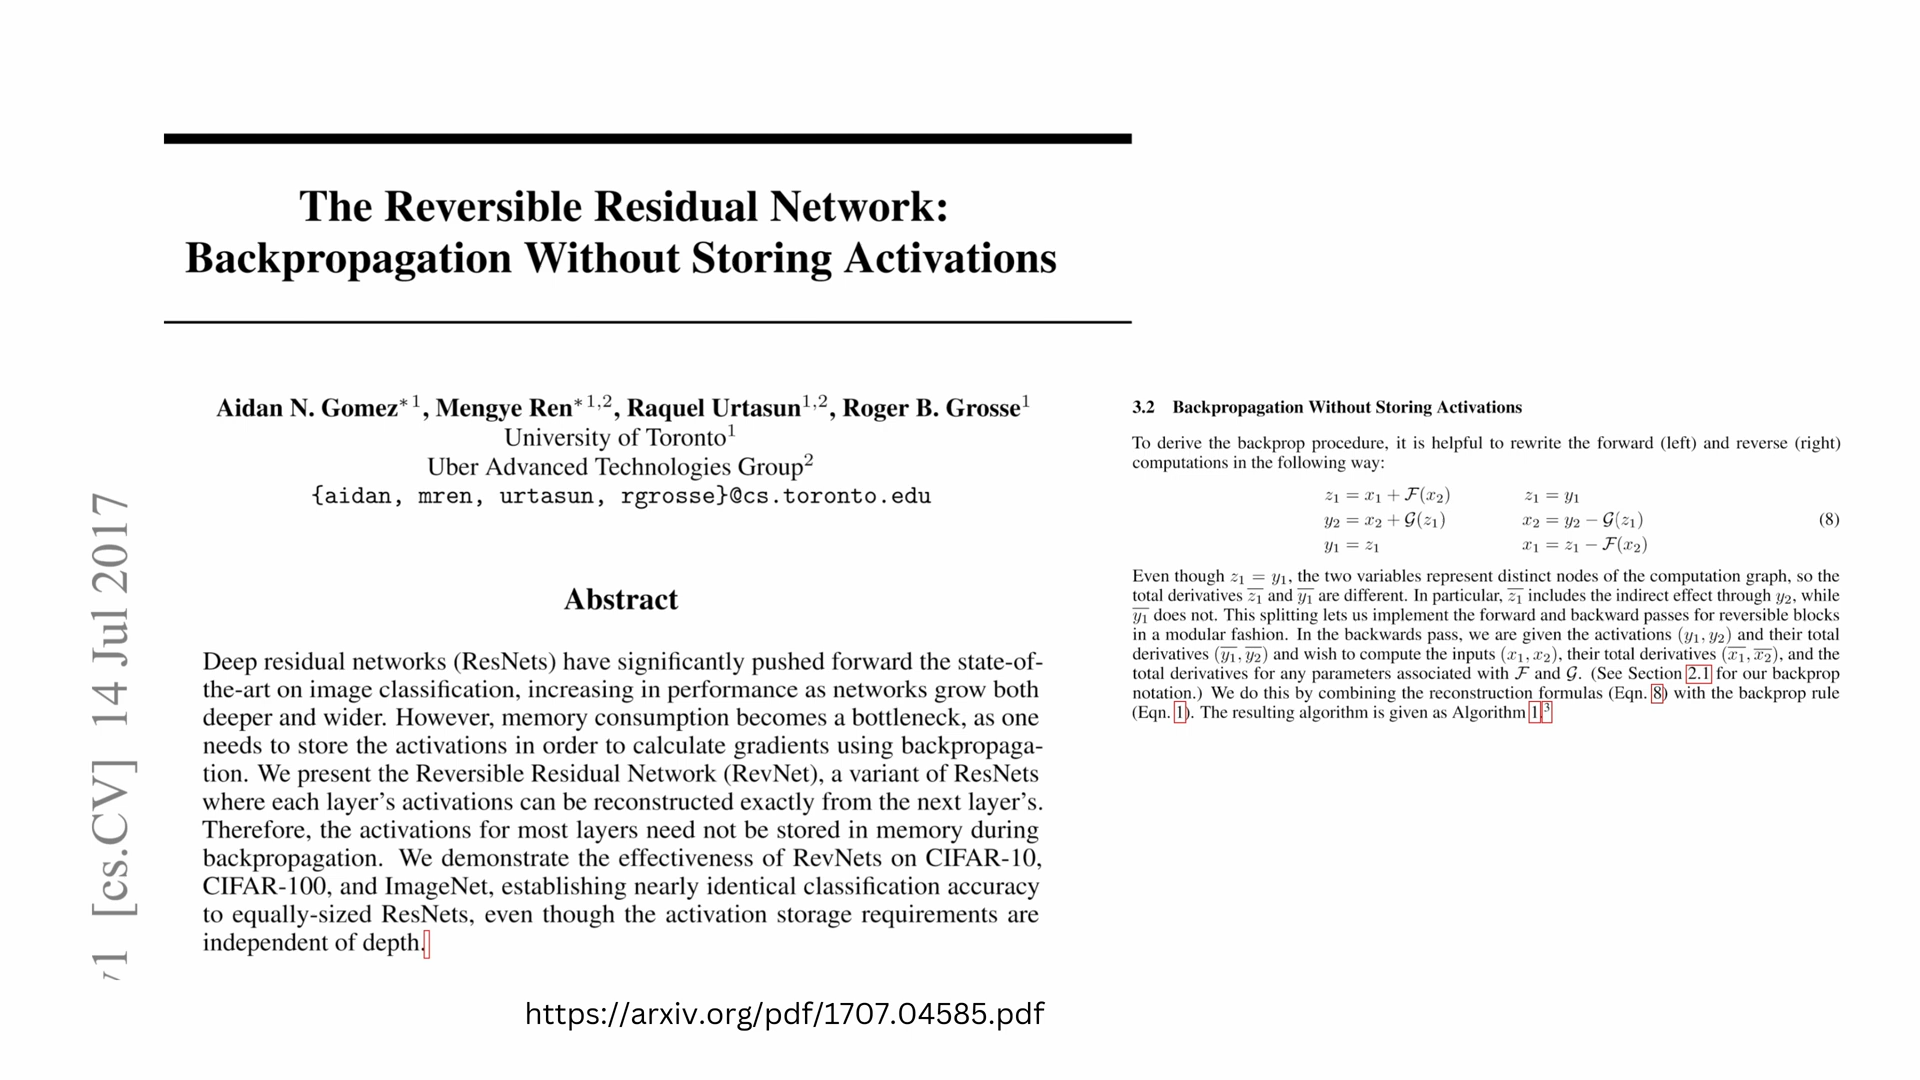 The Reversible Residual Network:
Backpropagation Without Storing Activations
Aidan N. Gomez∗1, Mengye Ren∗1,2, Raquel Urtasun1,2, Roger B. Grosse1
University of Toronto1
Uber Advanced Technologies Group2
{aidan, mren, urtasun, rgrosse}@cs.toronto.edu
Abstract
Deep residual networks (ResNets) have significantly pushed forward the state-of-
the-art on image classification, increasing in performance as networks grow both
deeper and wider. However, memory consumption becomes a bottleneck, as one
needs to store the activations in order to calculate gradients using backpropaga-
tion. We present the Reversible Residual Network (RevNet), a variant of ResNets
where each layer's activations can be reconstructed exactly from the next layer's.
Therefore, the activations for most layers need not be stored in memory during
backpropagation. We demonstrate the effectiveness of RevNets on CIFAR-10,
CIFAR-100, and ImageNet, establishing nearly identical classification accuracy
to equally-sized ResNets, even though the activation storage requirements are
independent of depth.
v1 [cs.CV] 14 Jul 2017
https://arxiv.org/pdf/1707.04585.pdf
3.2 Backpropagation Without Storing Activations
To derive the backprop procedure, it is helpful to rewrite the forward (left) and reverse (right)
computations in the following way:
z₁ = x₁ + F(x₂) z₁ = y₁
y₂ = x₂ + G(z₁) x₂ = y₂ − G(z₁) (8)
y₁ = z₁ x₁ = z₁ − F(x₂)
Even though z₁ = y₁, the two variables represent distinct nodes of the computation graph, so the
total derivatives z̅₁ and y̅₁ are different. In particular, z̅₁ includes the indirect effect through y₂, while
y̅₁ does not. This splitting lets us implement the forward and backward passes for reversible blocks
in a modular fashion. In the backwards pass, we are given the activations (y₁, y₂) and their total
derivatives (y̅₁, y̅₂) and wish to compute the inputs (x₁, x₂), their total derivatives (x̅₁, x̅₂), and the
total derivatives for any parameters associated with F and G. (See Section 2.1 for our backprop
notation.) We do this by combining the reconstruction formulas (Eqn. 8) with the backprop rule
(Eqn. 1). The resulting algorithm is given as Algorithm 1.3